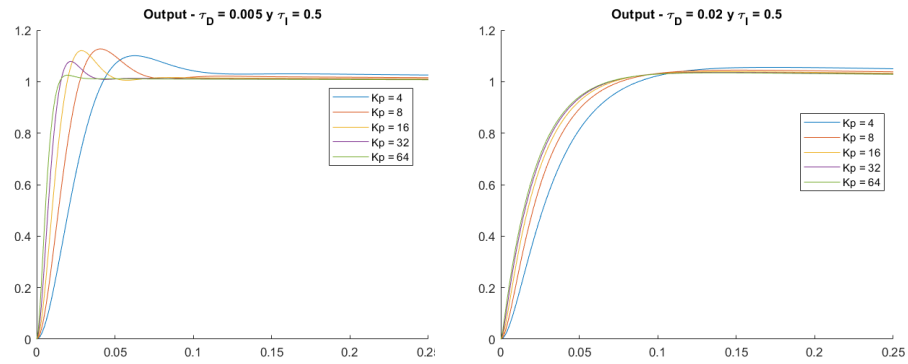 Output - τD = 0.005 y τI = 0.5
1.2
1
0.8
0.6
0.4
0.2
0
0
0.05
0.1
0.15
0.2
0.25
Kp = 4
Kp = 8
Kp = 16
Kp = 32
Kp = 64
Output - τD = 0.02 y τI = 0.5
1.2
1
0.8
0.6
0.4
0.2
0
0
0.05
0.1
0.15
0.2
0.25
Kp = 4
Kp = 8
Kp = 16
Kp = 32
Kp = 64